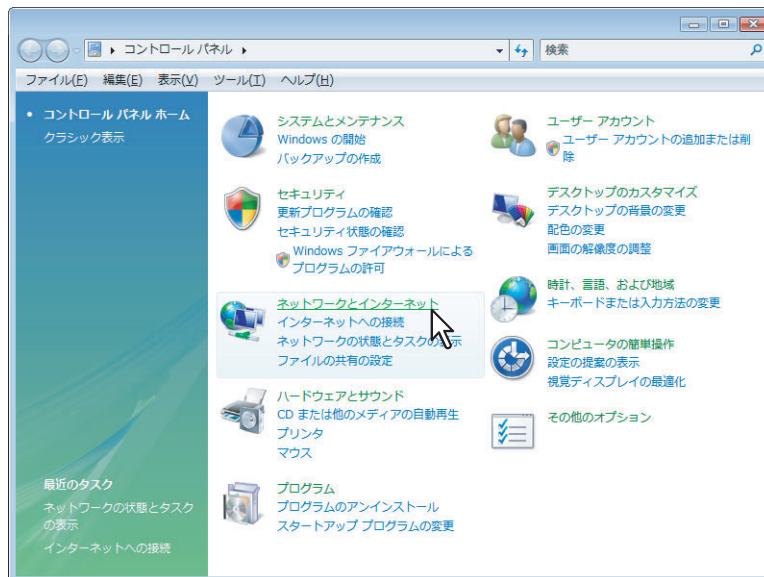 コントロール パネル
検索
ファイル(F) 編集(E) 表示(V) ツール(T) ヘルプ(H)
コントロール パネル ホーム
クラシック表示
最近のタスク
ネットワークの状態とタスク
の表示
インターネットへの接続
システムとメンテナンス
Windows の開始
バックアップの作成
セキュリティ
更新プログラムの確認
セキュリティ状態の確認
Windows ファイアウォールによる
プログラムの許可
ネットワークとインターネット
インターネットへの接続
ネットワークの状態とタスクの表示
ファイルの共有の設定
ハードウェアとサウンド
CD または他のメディアの自動再生
プリンタ
マウス
プログラム
プログラムのアンインストール
スタートアップ プログラムの変更
ユーザー アカウント
ユーザー アカウントの追加または削
除
デスクトップのカスタマイズ
デスクトップの背景の変更
配色の変更
画面の解像度の調整
時計、言語、および地域
キーボードまたは入力方法の変更
コンピュータの簡単操作
設定の提案の表示
視覚ディスプレイの最適化
その他のオプション